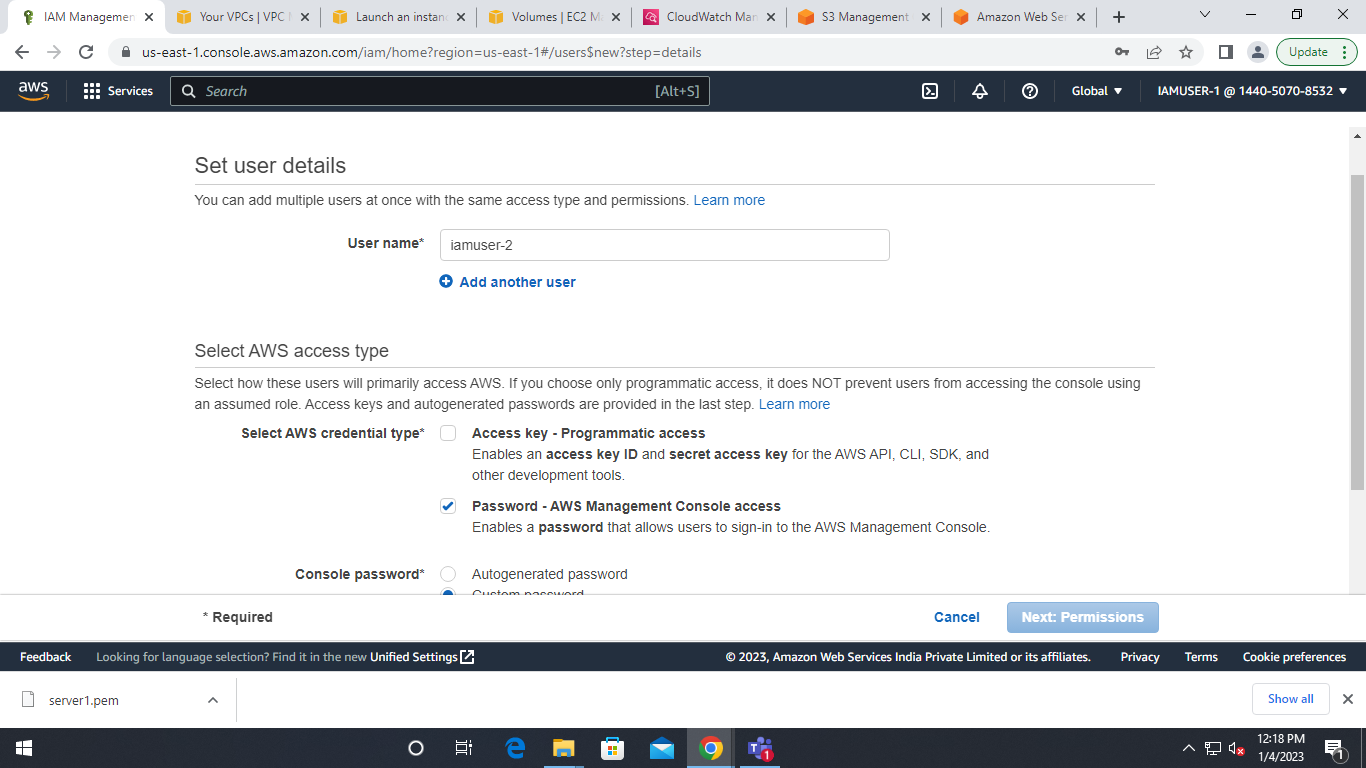 IAM Managemen
Your VPCs | VPC
Launch an instan
Volumes | EC2 M
CloudWatch Man
S3 Management
Amazon Web Ser
us-east-1.console.aws.amazon.com/iam/home?region=us-east-1#/users$new?step=details
Update
aws
Services
Search
[Alt+S]
Global
IAMUSER-1 @ 1440-5070-8532
Set user details
You can add multiple users at once with the same access type and permissions. Learn more
User name*
iamuser-2
Add another user
Select AWS access type
Select how these users will primarily access AWS. If you choose only programmatic access, it does NOT prevent users from accessing the console using
an assumed role. Access keys and autogenerated passwords are provided in the last step. Learn more
Select AWS credential type*
Access key - Programmatic access
Enables an access key ID and secret access key for the AWS API, CLI, SDK, and
other development tools.
Password - AWS Management Console access
Enables a password that allows users to sign-in to the AWS Management Console.
Console password*
Autogenerated password
Custom password
* Required
Cancel
Next: Permissions
Feedback
Looking for language selection? Find it in the new Unified Settings
© 2023, Amazon Web Services India Private Limited or its affiliates.
Privacy
Terms
Cookie preferences
server1.pem
Show all
12:18 PM
1/4/2023
1
1